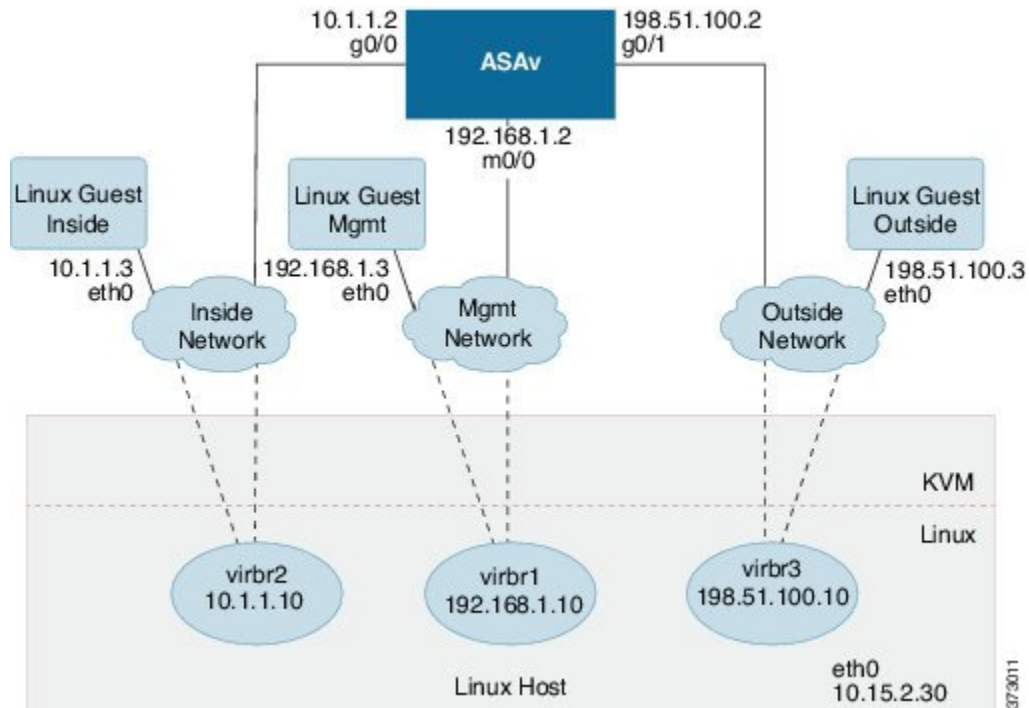 10.1.1.2
g0/0
ASAv
198.51.100.2
g0/1
192.168.1.2
m0/0
Linux Guest
Inside
Linux Guest
Mgmt
Linux Guest
Outside
10.1.1.3
eth0
192.168.1.3
eth0
198.51.100.3
eth0
Inside
Network
Mgmt
Network
Outside
Network
KVM
Linux
virbr2
10.1.1.10
virbr1
192.168.1.10
virbr3
198.51.100.10
Linux Host
eth0
10.15.2.30
373011